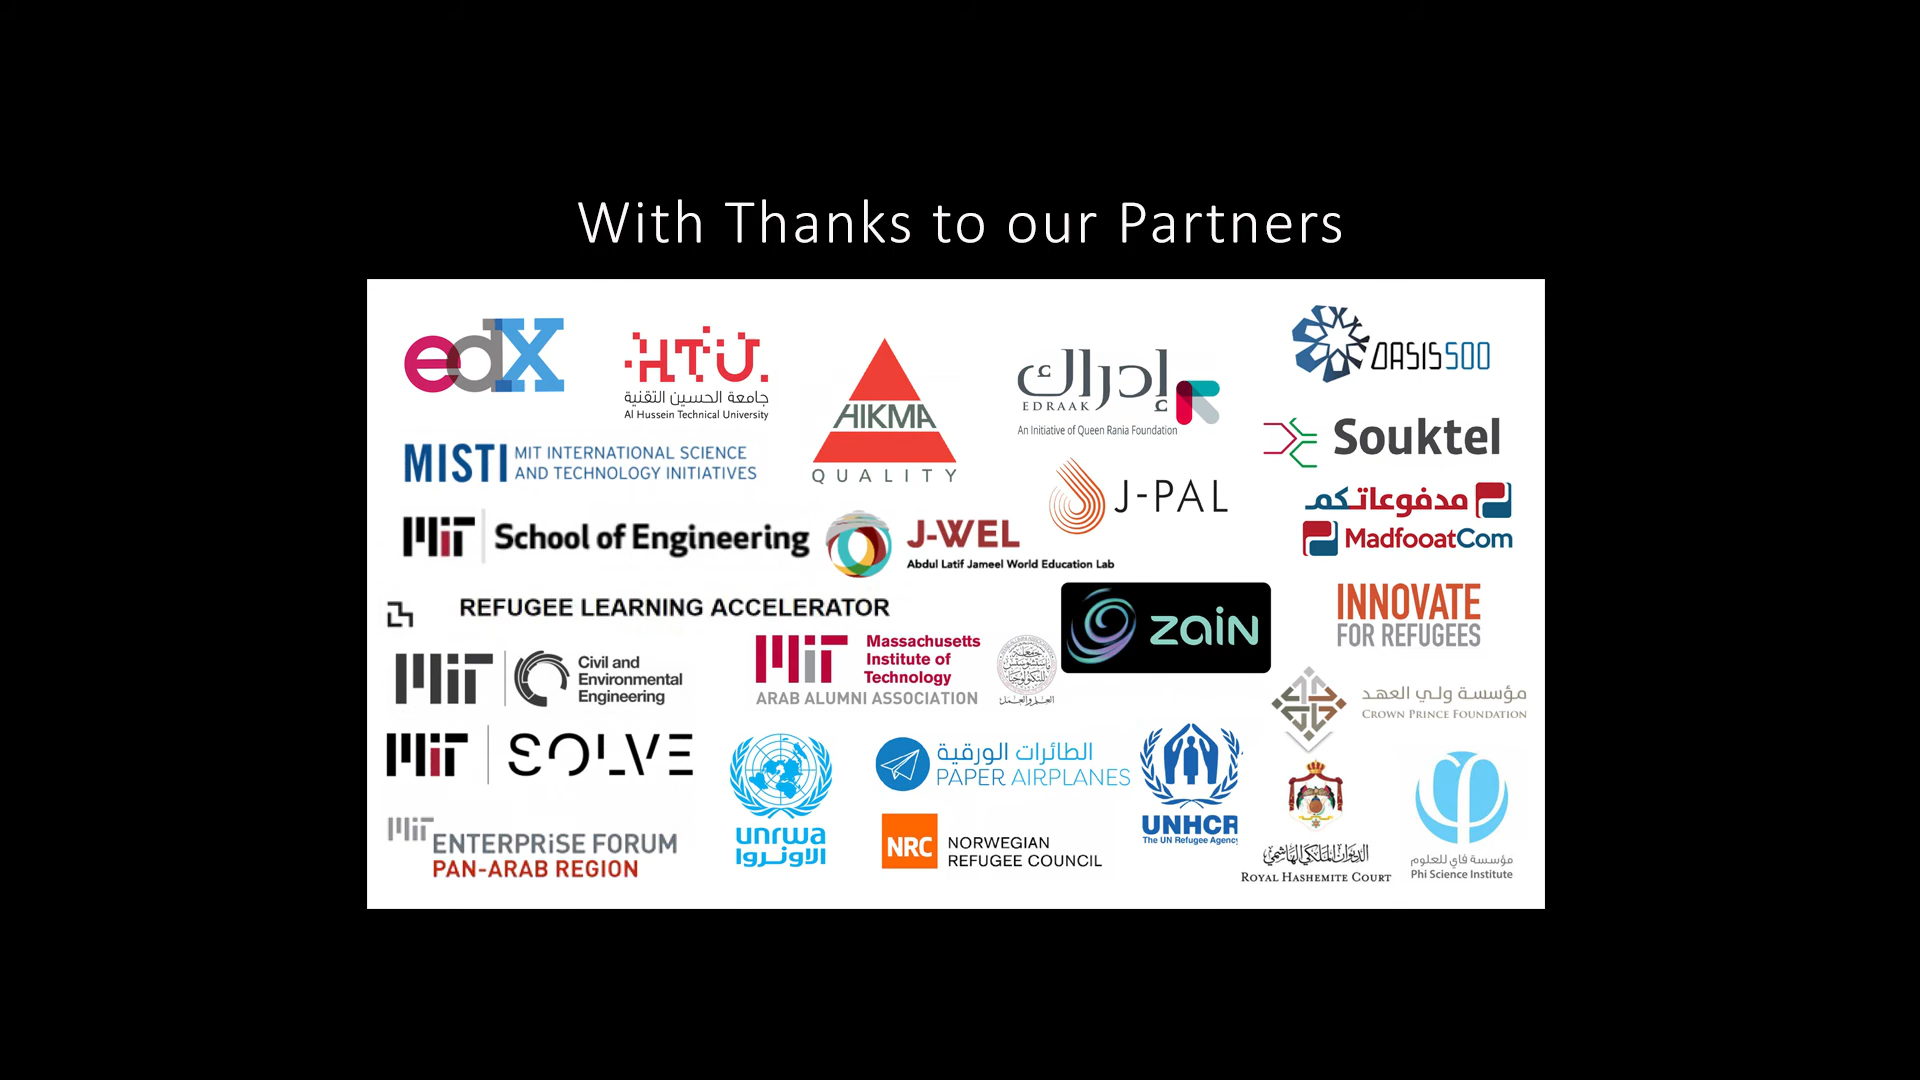 With Thanks to our Partners
edX
HTU
جامعة الحسين التقنية
Al Hussein Technical University
HIKMA
QUALITY
إدراك
EDRAAK
An Initiative of Queen Rania Foundation
OASIS500
Souktel
MISTI MIT INTERNATIONAL SCIENCE
AND TECHNOLOGY INITIATIVES
J-PAL
مدفوعاتكم
MadfooatCom
MIT School of Engineering
J-WEL
Abdul Latif Jameel World Education Lab
REFUGEE LEARNING ACCELERATOR
zain
INNOVATE
FOR REFUGEES
MIT Civil and
Environmental
Engineering
MIT Massachusetts
Institute of
Technology
ARAB ALUMNI ASSOCIATION
العلم والعمل
مؤسسة ولي العهد
CROWN PRINCE FOUNDATION
MIT SOLVE
unrwa
الاونروا
الطائرات الورقية
PAPER AIRPLANES
UNHCR
The UN Refugee Agency
MIT ENTERPRISE FORUM
PAN-ARAB REGION
NRC NORWEGIAN
REFUGEE COUNCIL
الديوان الملكي الهاشمي
ROYAL HASHEMITE COURT
مؤسسة فاي للعلوم
Phi Science Institute